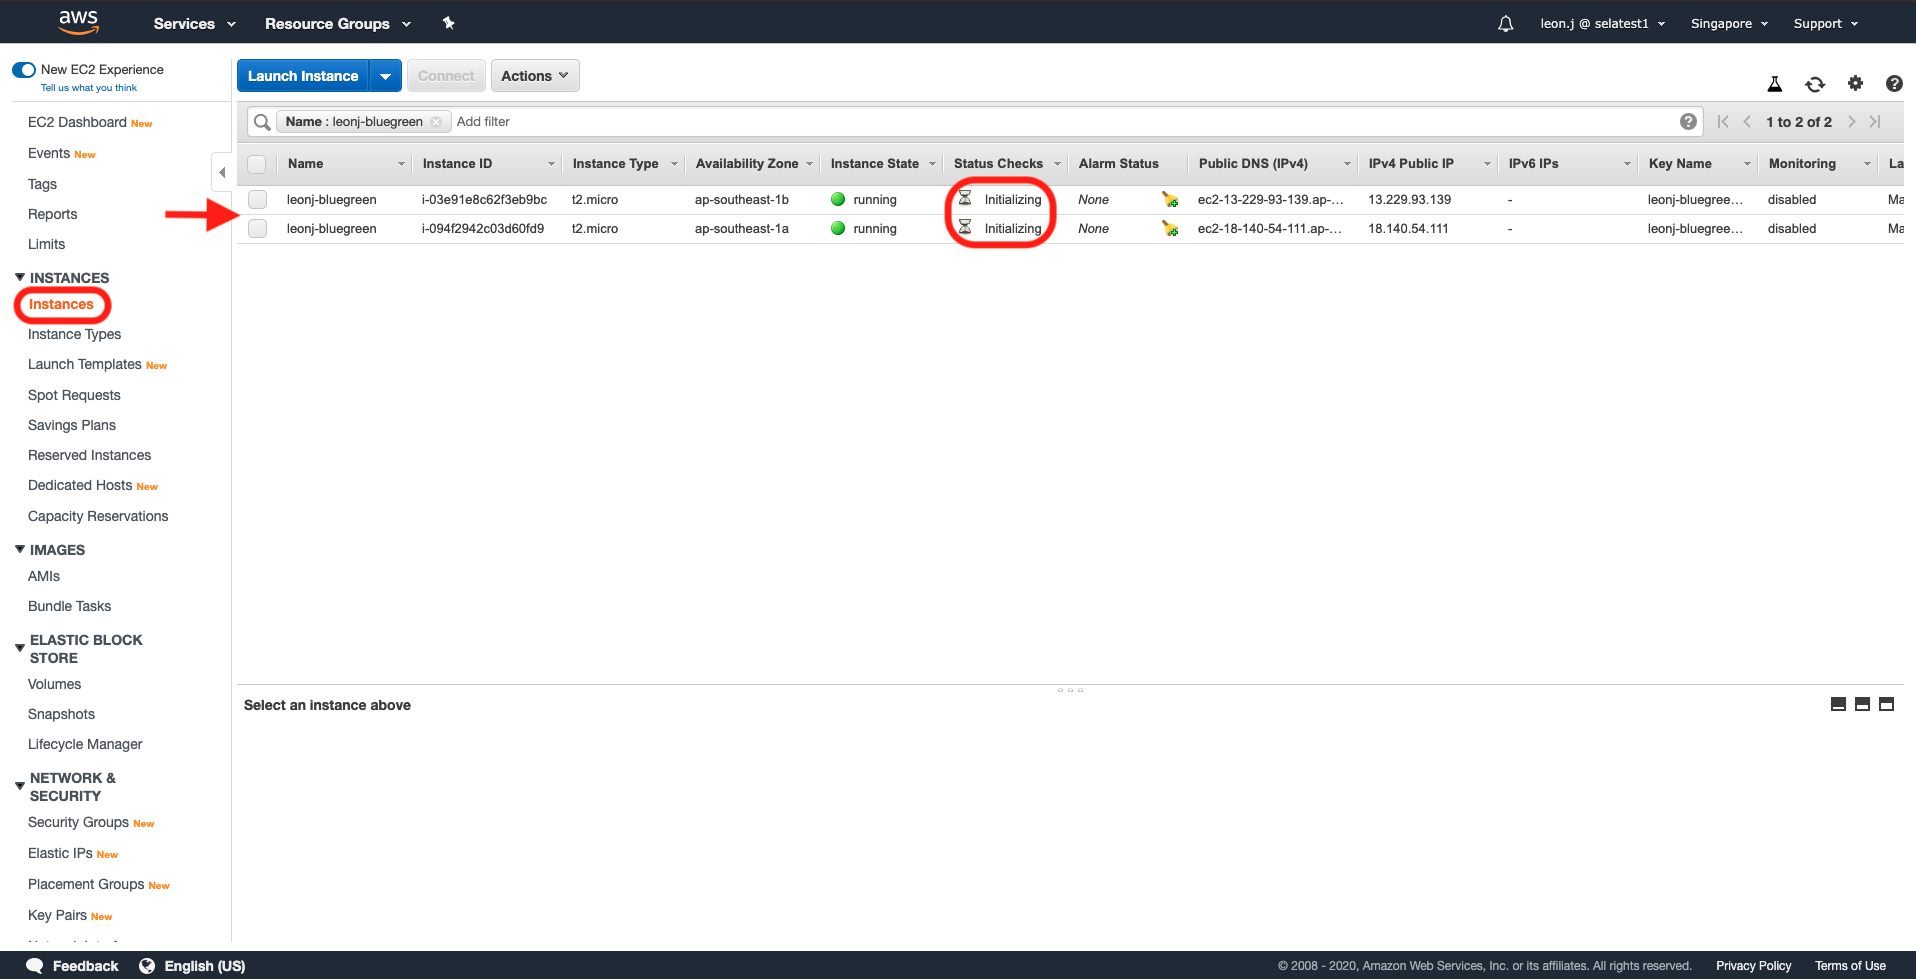 aws Services Resource Groups leon.j @ selatest1 Singapore Support
New EC2 Experience
Tell us what you think
EC2 Dashboard New
Events New
Tags
Reports
Limits
INSTANCES
Instances
Instance Types
Launch Templates New
Spot Requests
Savings Plans
Reserved Instances
Dedicated Hosts New
Capacity Reservations
IMAGES
AMIs
Bundle Tasks
ELASTIC BLOCK
STORE
Volumes
Snapshots
Lifecycle Manager
NETWORK &
SECURITY
Security Groups New
Elastic IPs New
Placement Groups New
Key Pairs New
Launch Instance Connect Actions
Name : leonj-bluegreen Add filter 1 to 2 of 2
Name Instance ID Instance Type Availability Zone Instance State Status Checks Alarm Status Public DNS (IPv4) IPv4 Public IP IPv6 IPs Key Name Monitoring La
leonj-bluegreen i-03e91e8c62f3eb9bc t2.micro ap-southeast-1b running Initializing None ec2-13-229-93-139.ap-... 13.229.93.139 - leonj-bluegree... disabled Ma
leonj-bluegreen i-094f2942c03d60fd9 t2.micro ap-southeast-1a running Initializing None ec2-18-140-54-111.ap-... 18.140.54.111 - leonj-bluegree... disabled Ma
Select an instance above
Feedback English (US) © 2008 - 2020, Amazon Web Services, Inc. or its affiliates. All rights reserved. Privacy Policy Terms of Use